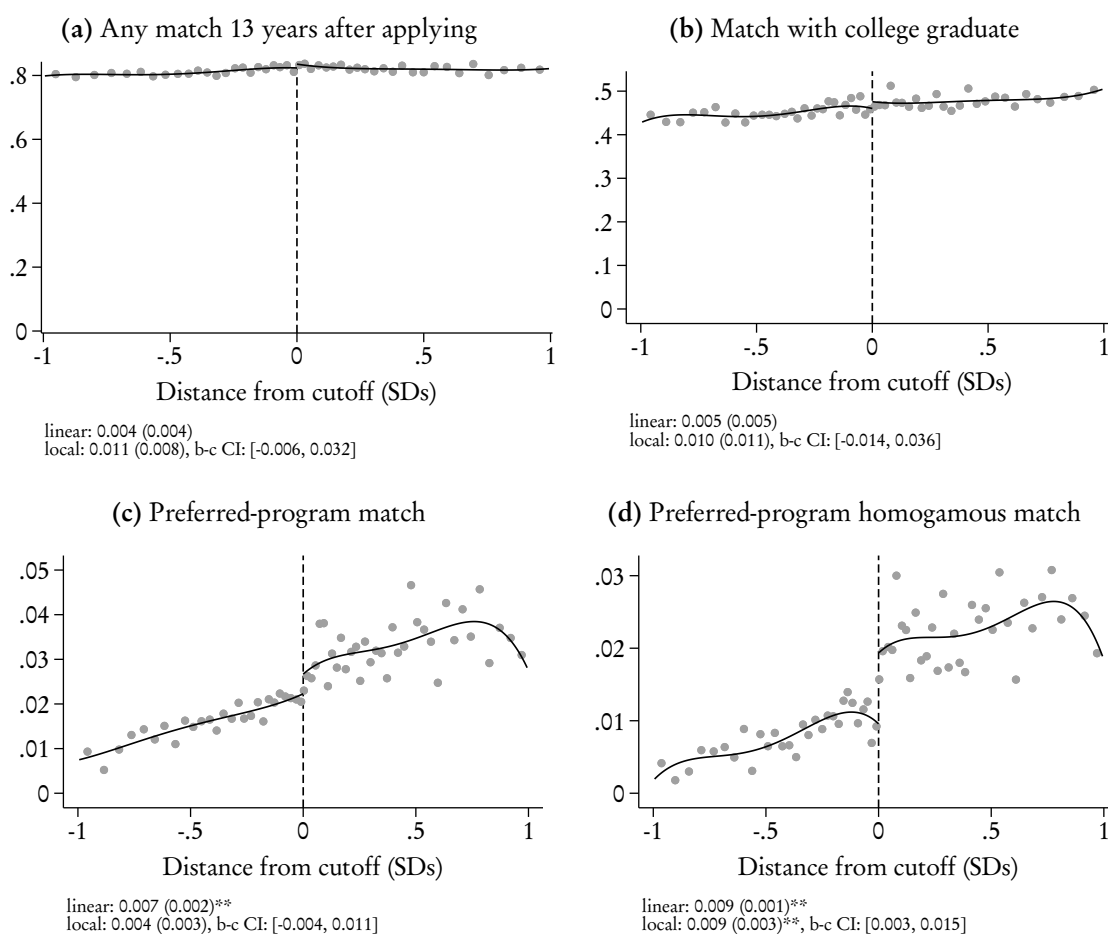 (a) Any match 13 years after applying
.8
.6
.4
.2
0
-1 -.5 0 .5 1
Distance from cutoff (SDs)
linear: 0.004 (0.004)
local: 0.011 (0.008), b-c CI: [-0.006, 0.032]
(b) Match with college graduate
.5
.4
.3
.2
.1
0
-1 -.5 0 .5 1
Distance from cutoff (SDs)
linear: 0.005 (0.005)
local: 0.010 (0.011), b-c CI: [-0.014, 0.036]
(c) Preferred-program match
.05
.04
.03
.02
.01
0
-1 -.5 0 .5 1
Distance from cutoff (SDs)
linear: 0.007 (0.002)**
local: 0.004 (0.003), b-c CI: [-0.004, 0.011]
(d) Preferred-program homogamous match
.03
.02
.01
0
-1 -.5 0 .5 1
Distance from cutoff (SDs)
linear: 0.009 (0.001)**
local: 0.009 (0.003)**, b-c CI: [0.003, 0.015]